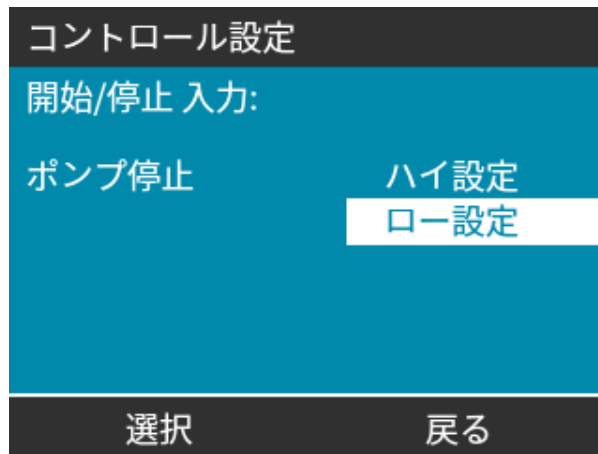 コントロール設定
開始/停止 入力:
ポンプ停止 ハイ設定
ロー設定
選択 戻る